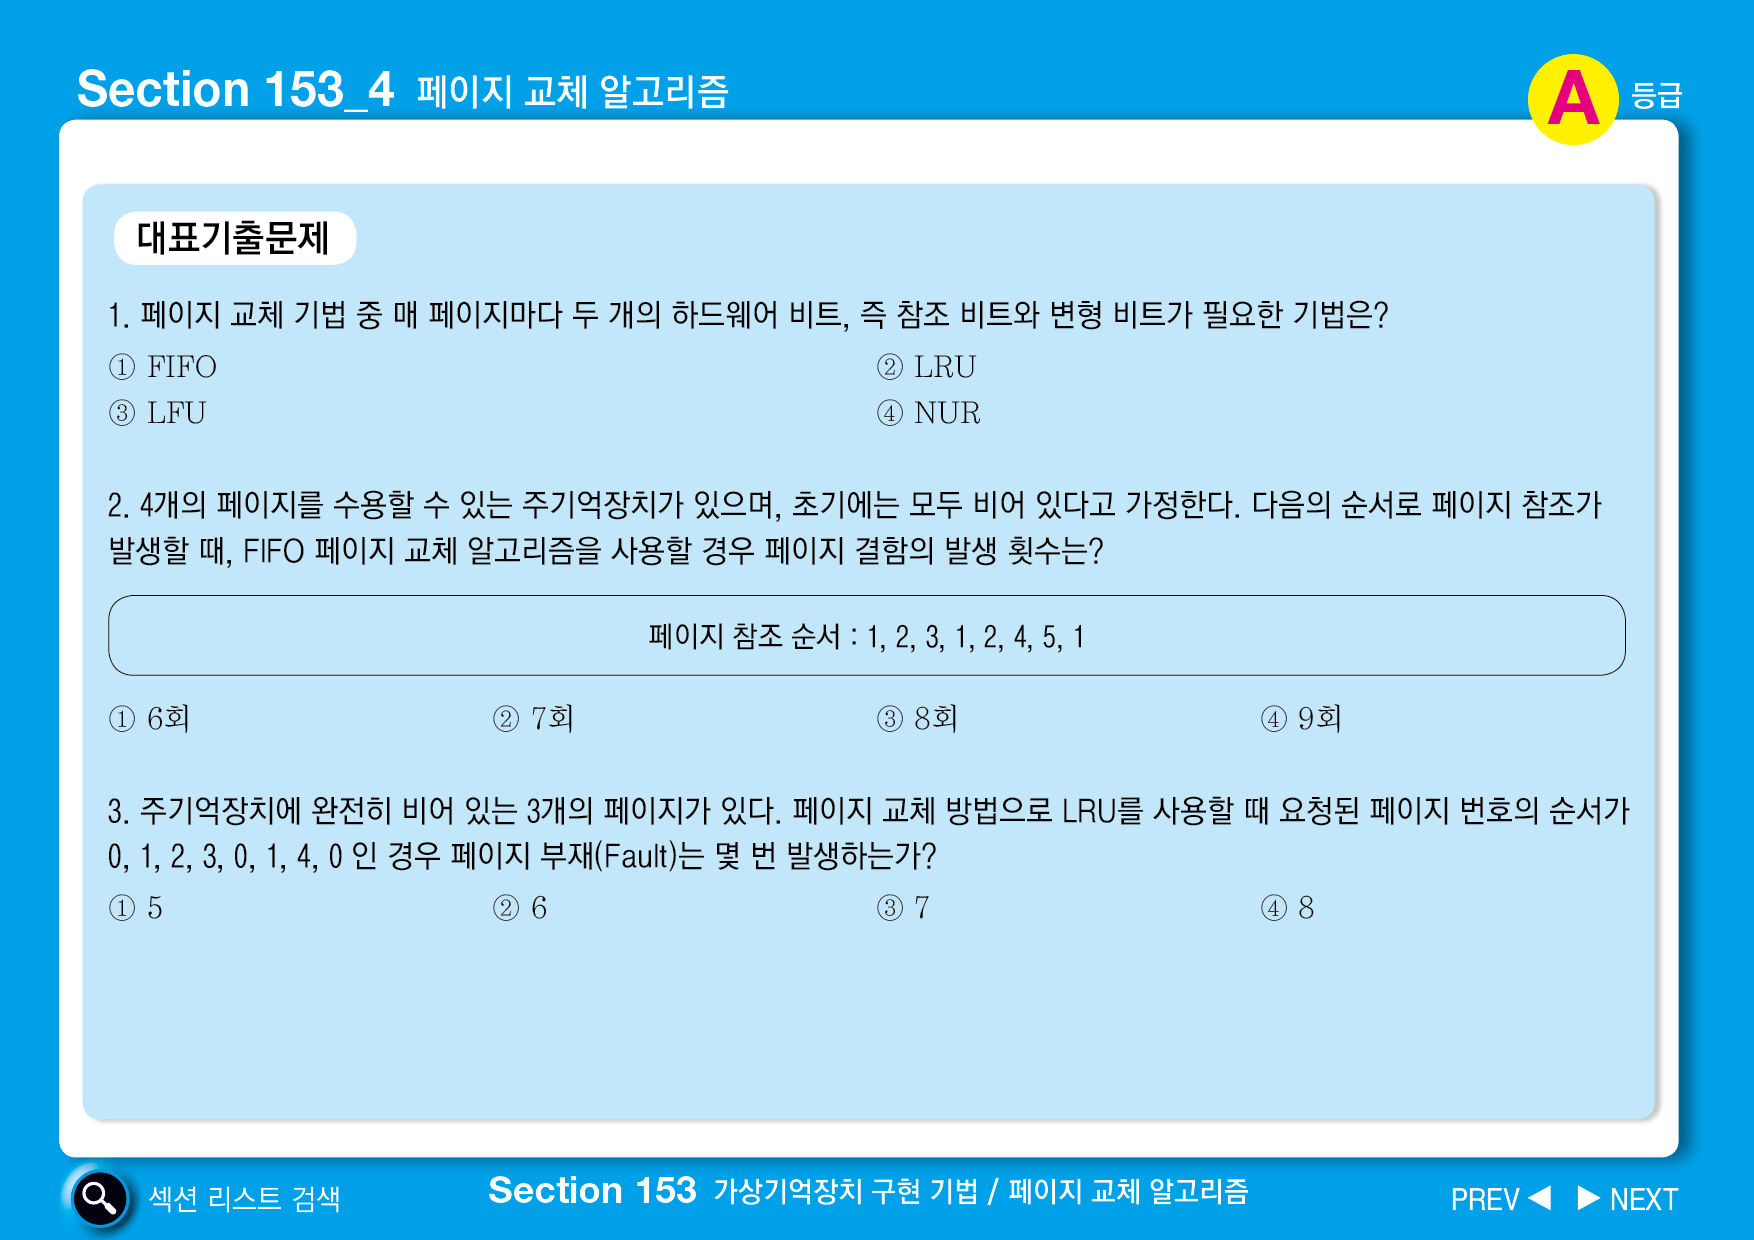 Section 153_4 페이지 교체 알고리즘
A 등급
대표기출문제
1. 페이지 교체 기법 중 매 페이지마다 두 개의 하드웨어 비트, 즉 참조 비트와 변형 비트가 필요한 기법은?
① FIFO ② LRU
③ LFU ④ NUR
2. 4개의 페이지를 수용할 수 있는 주기억장치가 있으며, 초기에는 모두 비어 있다고 가정한다. 다음의 순서로 페이지 참조가
발생할 때, FIFO 페이지 교체 알고리즘을 사용할 경우 페이지 결함의 발생 횟수는?
페이지 참조 순서 : 1, 2, 3, 1, 2, 4, 5, 1
① 6회 ② 7회 ③ 8회 ④ 9회
3. 주기억장치에 완전히 비어 있는 3개의 페이지가 있다. 페이지 교체 방법으로 LRU를 사용할 때 요청된 페이지 번호의 순서가
0, 1, 2, 3, 0, 1, 4, 0 인 경우 페이지 부재(Fault)는 몇 번 발생하는가?
① 5 ② 6 ③ 7 ④ 8
섹션 리스트 검색
Section 153 가상기억장치 구현 기법 / 페이지 교체 알고리즘
PREV ◀ ▶ NEXT